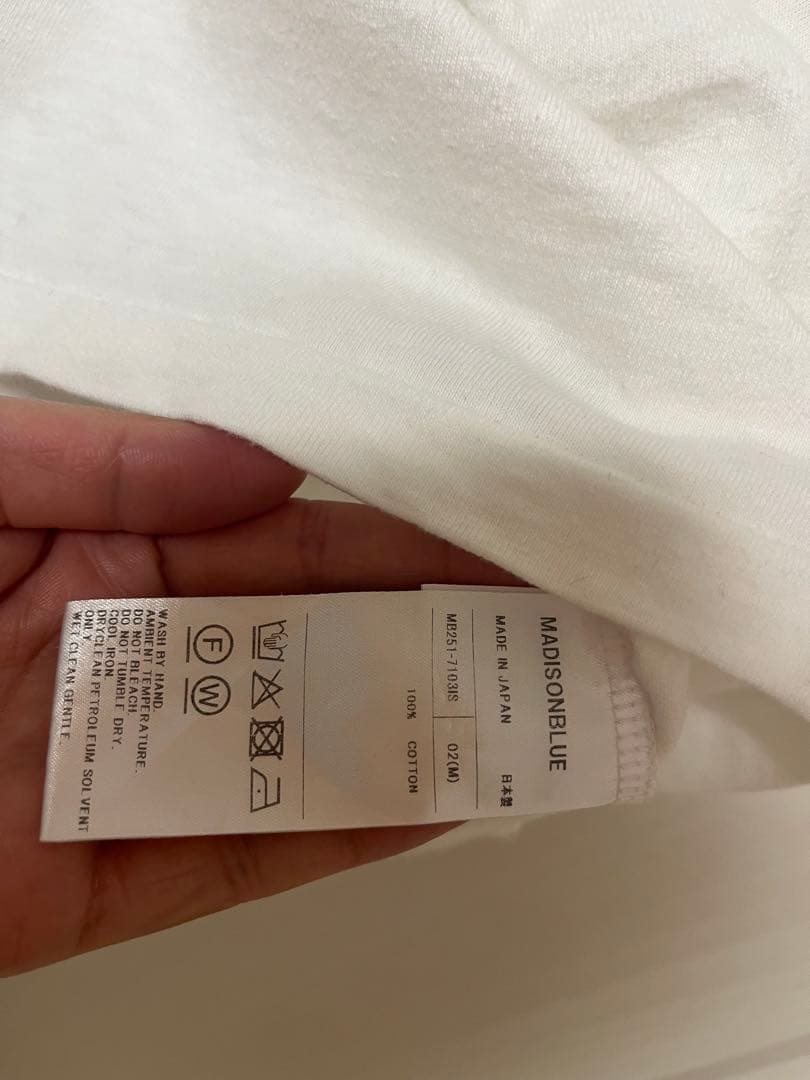 MADISONBLUE
MADE IN JAPAN 日本製
MB251-7103IS 02(M)
100% COTTON
F W
WASH BY HAND.
AMBIENT TEMPERATURE.
DO NOT BLEACH.
DO NOT TUMBLE DRY.
COOL IRON.
DRYCLEAN PETROLEUM SOLVENT
ONLY.
WET CLEAN GENTLE.